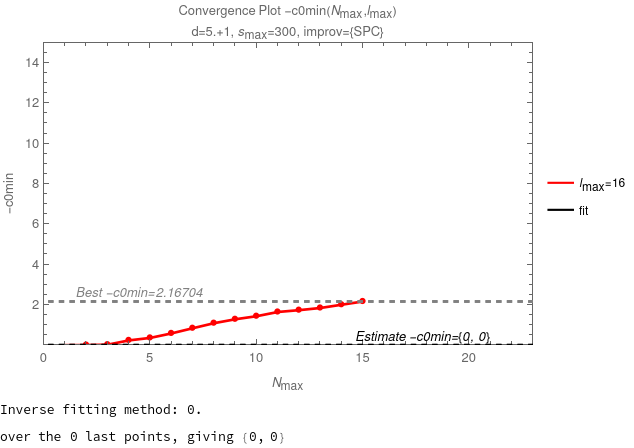 Convergence Plot −c0min(Nmax,lmax)
d=5.+1, smax=300, improv={SPC}
14
12
10
8
6
4
2
−c0min
Best −c0min=2.16704
Estimate −c0min={0, 0}
0 5 10 15 20
Nmax
lmax=16
fit
Inverse fitting method: 0.
over the 0 last points, giving {0, 0}